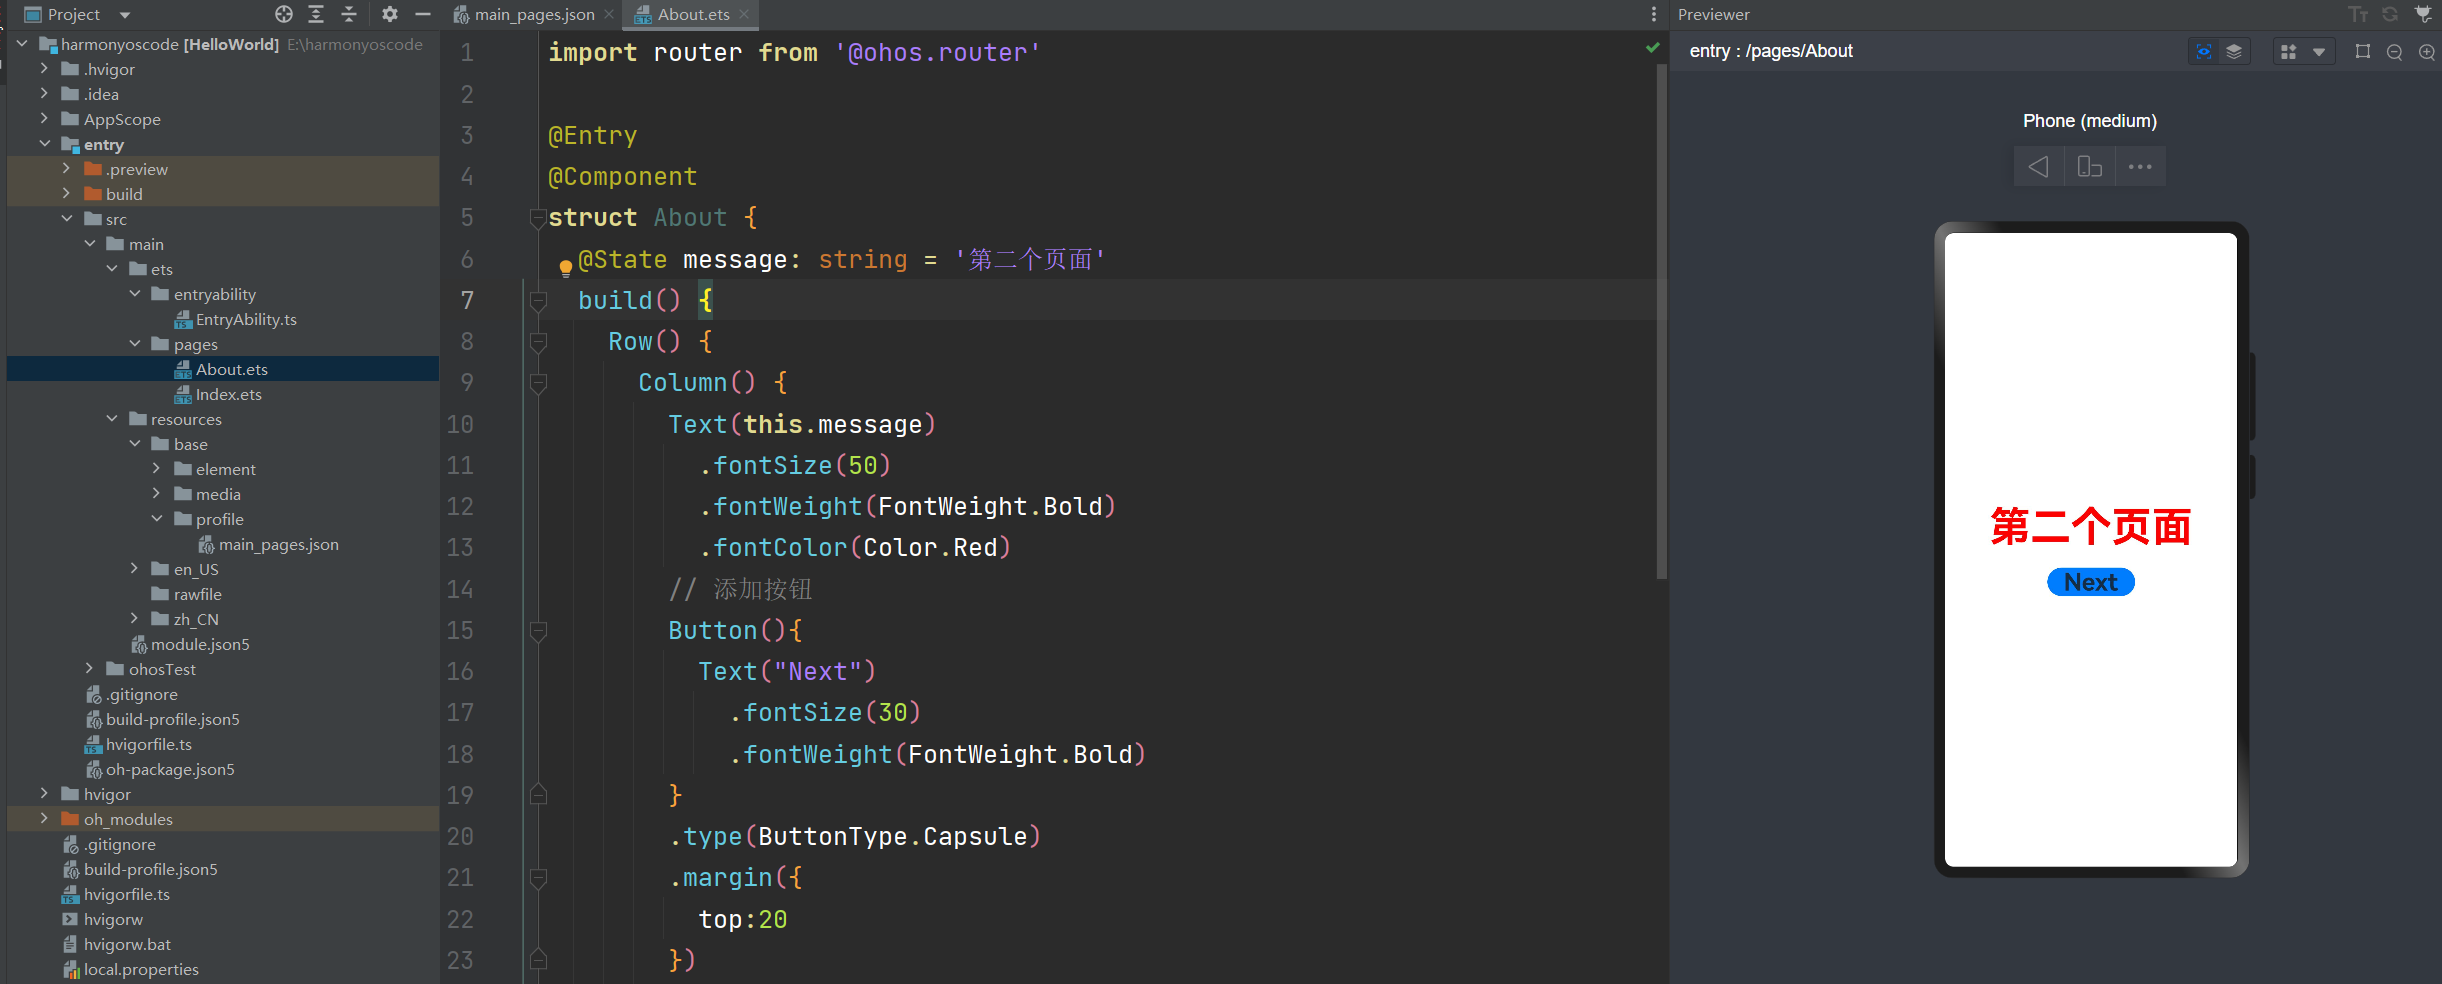 Project
main_pages.json
About.ets
Previewer
harmonyoscode [HelloWorld] E:\harmonyoscode
.hvigor
.idea
AppScope
entry
.preview
build
src
main
ets
entryability
EntryAbility.ts
pages
About.ets
Index.ets
resources
base
element
media
profile
main_pages.json
en_US
rawfile
zh_CN
module.json5
ohosTest
.gitignore
build-profile.json5
hvigorfile.ts
oh-package.json5
hvigor
oh_modules
.gitignore
build-profile.json5
hvigorfile.ts
hvigorw
hvigorw.bat
local.properties
1 import router from '@ohos.router'
2
3 @Entry
4 @Component
5 struct About {
6 @State message: string = '第二个页面'
7 build() {
8 Row() {
9 Column() {
10 Text(this.message)
11 .fontSize(50)
12 .fontWeight(FontWeight.Bold)
13 .fontColor(Color.Red)
14 // 添加按钮
15 Button(){
16 Text("Next")
17 .fontSize(30)
18 .fontWeight(FontWeight.Bold)
19 }
20 .type(ButtonType.Capsule)
21 .margin({
22 top:20
23 })
entry : /pages/About
Phone (medium)
第二个页面
Next